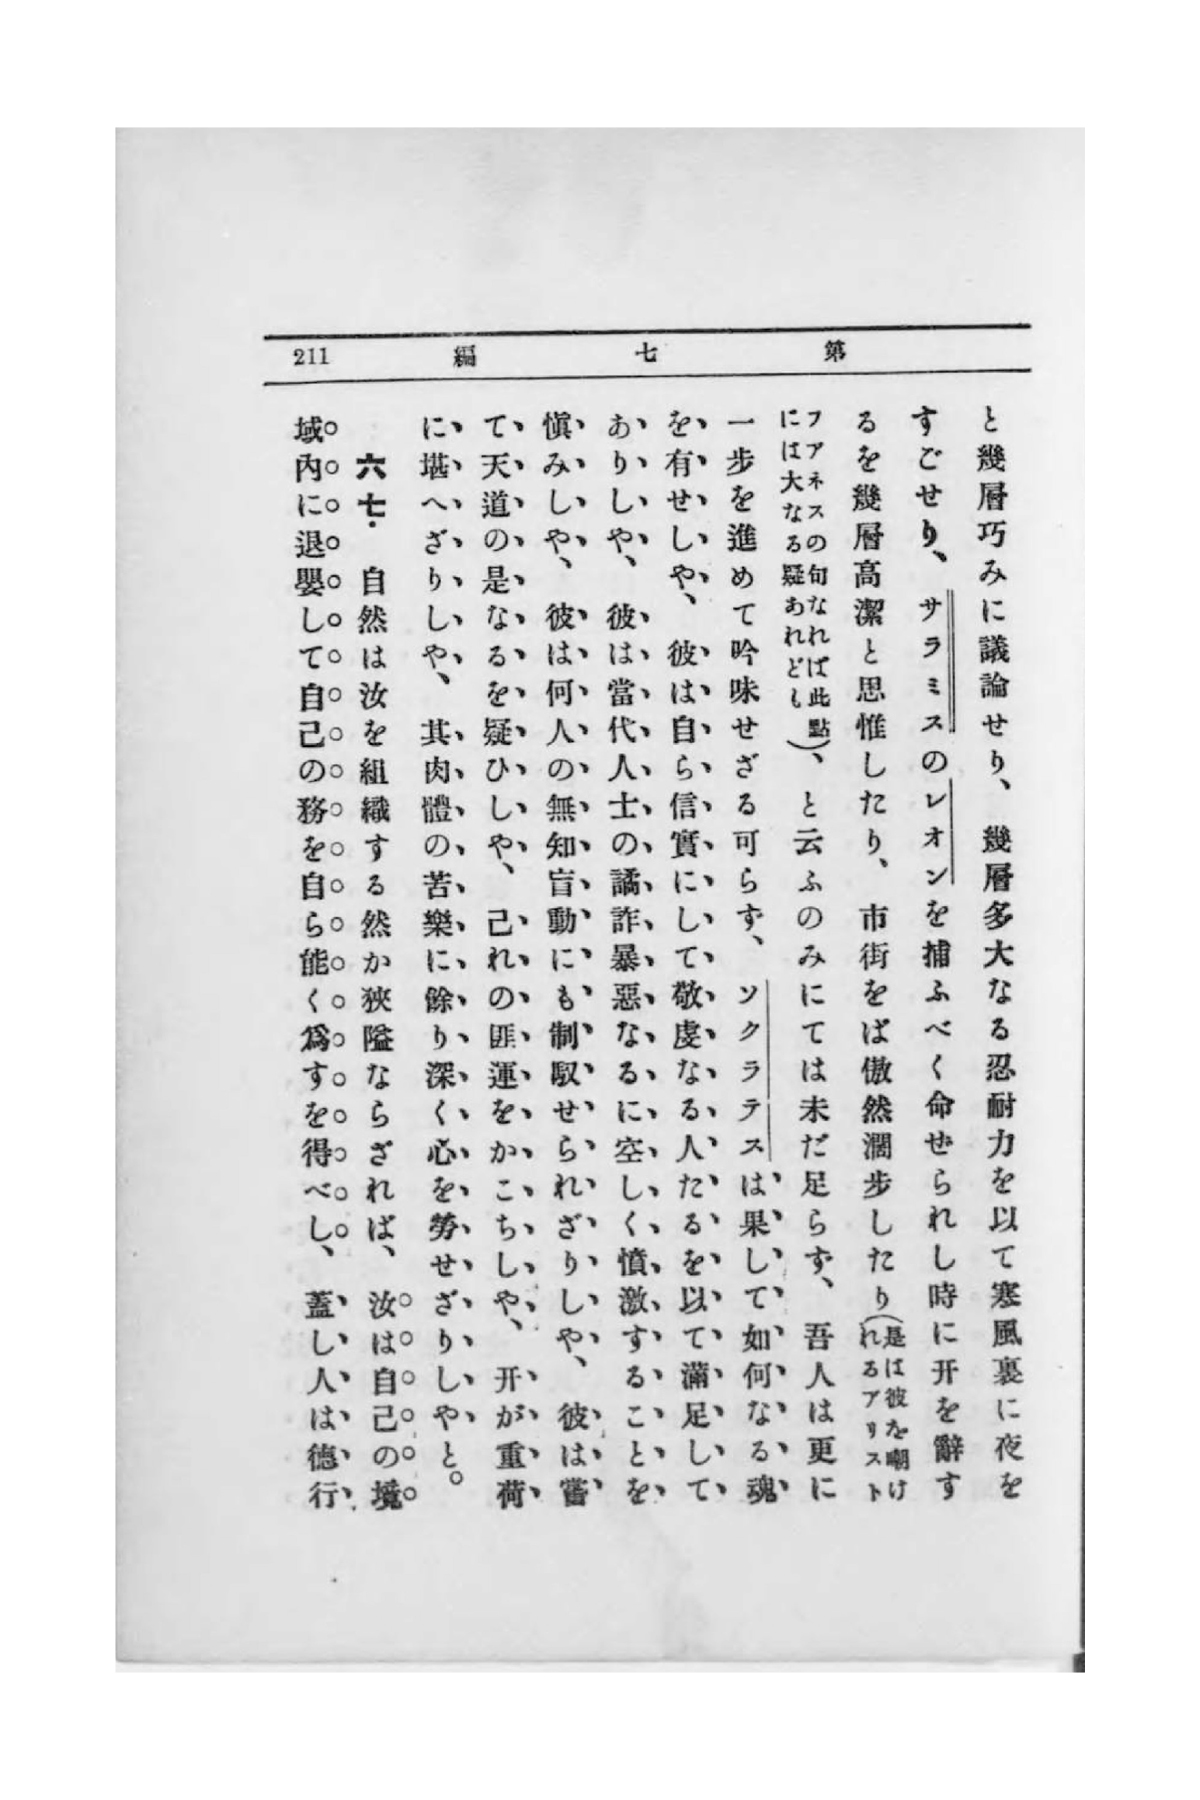 第七編 211
と幾層巧みに議論せり、幾層多大なる忍耐力を以て寒風裏に夜を
すごせり、サラミスのレオンを捕ふべく命ぜられし時に幵を辭す
るを幾層高潔と思惟したり、市街をば傲然濶步したり(是は彼を嘲け
れるアリスト
フアネスの句なれば此點
には大なる疑あれども)、と云ふのみにては未だ足らず、吾人は更に
一步を進めて吟味せざる可らず、ソクラテスは果して如何なる魂
を有せしや、彼は自ら信實にして敬虔なる人たるを以て滿足して
ありしや、彼は當代人士の譎詐暴惡なるに空しく憤激することを
愼みしや、彼は何人の無知盲動にも制馭せられざりしや、彼は嘗
て天道の是なるを疑ひしや、己れの匪運をかこちしや、幵が重荷
に堪へざりしや、其肉體の苦樂に餘り深く心を勞せざりしやと。
六七. 自然は汝を組織する然か狹隘ならざれば、汝は自己の境
域內に退嬰して自己の務を自ら能く爲すを得べし、蓋し人は德行